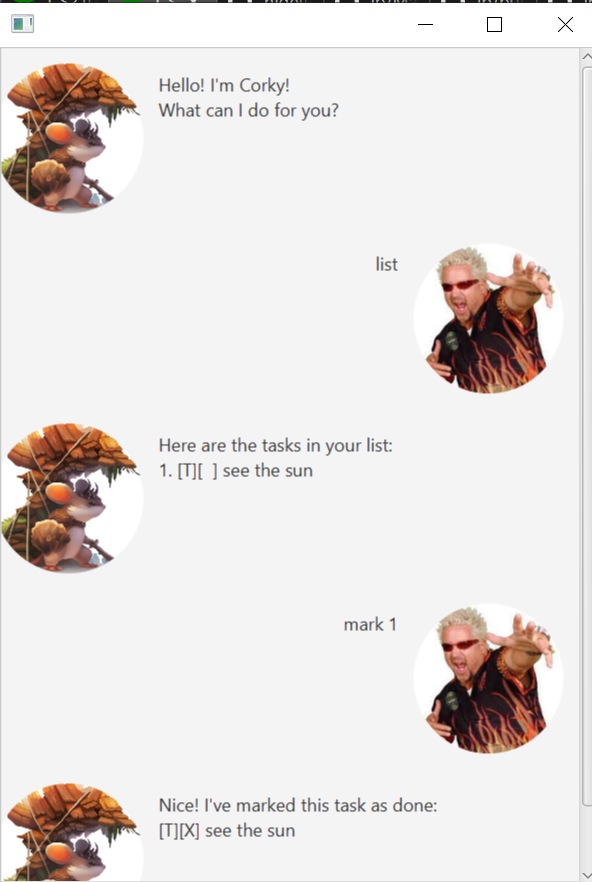 Hello! I'm Corky!
What can I do for you?
list
Here are the tasks in your list:
1. [T][  ] see the sun
mark 1
Nice! I've marked this task as done:
[T][X] see the sun